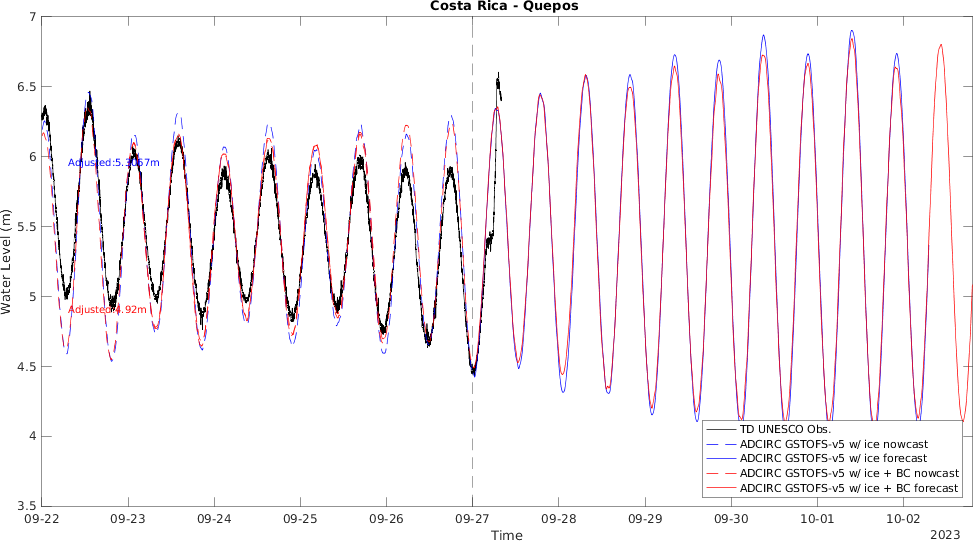 Costa Rica - Quepos
7
6.5
6
5.5
5
4.5
4
3.5
Water Level (m)
Adjusted:5.3057m
Adjusted:4.92m
09-22
09-23
09-24
09-25
09-26
09-27
09-28
09-29
09-30
10-01
10-02
Time
2023
TD UNESCO Obs.
ADCIRC GSTOFS-v5 w/ ice nowcast
ADCIRC GSTOFS-v5 w/ ice forecast
ADCIRC GSTOFS-v5 w/ ice + BC nowcast
ADCIRC GSTOFS-v5 w/ ice + BC forecast